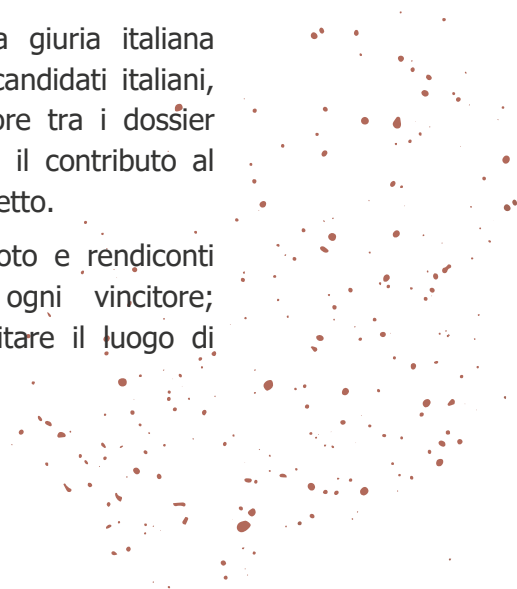 a giuria italiana
candidati italiani,
ore tra i dossier
il contributo al
etto.
oto e rendiconti
ogni vincitore;
itare il luogo di